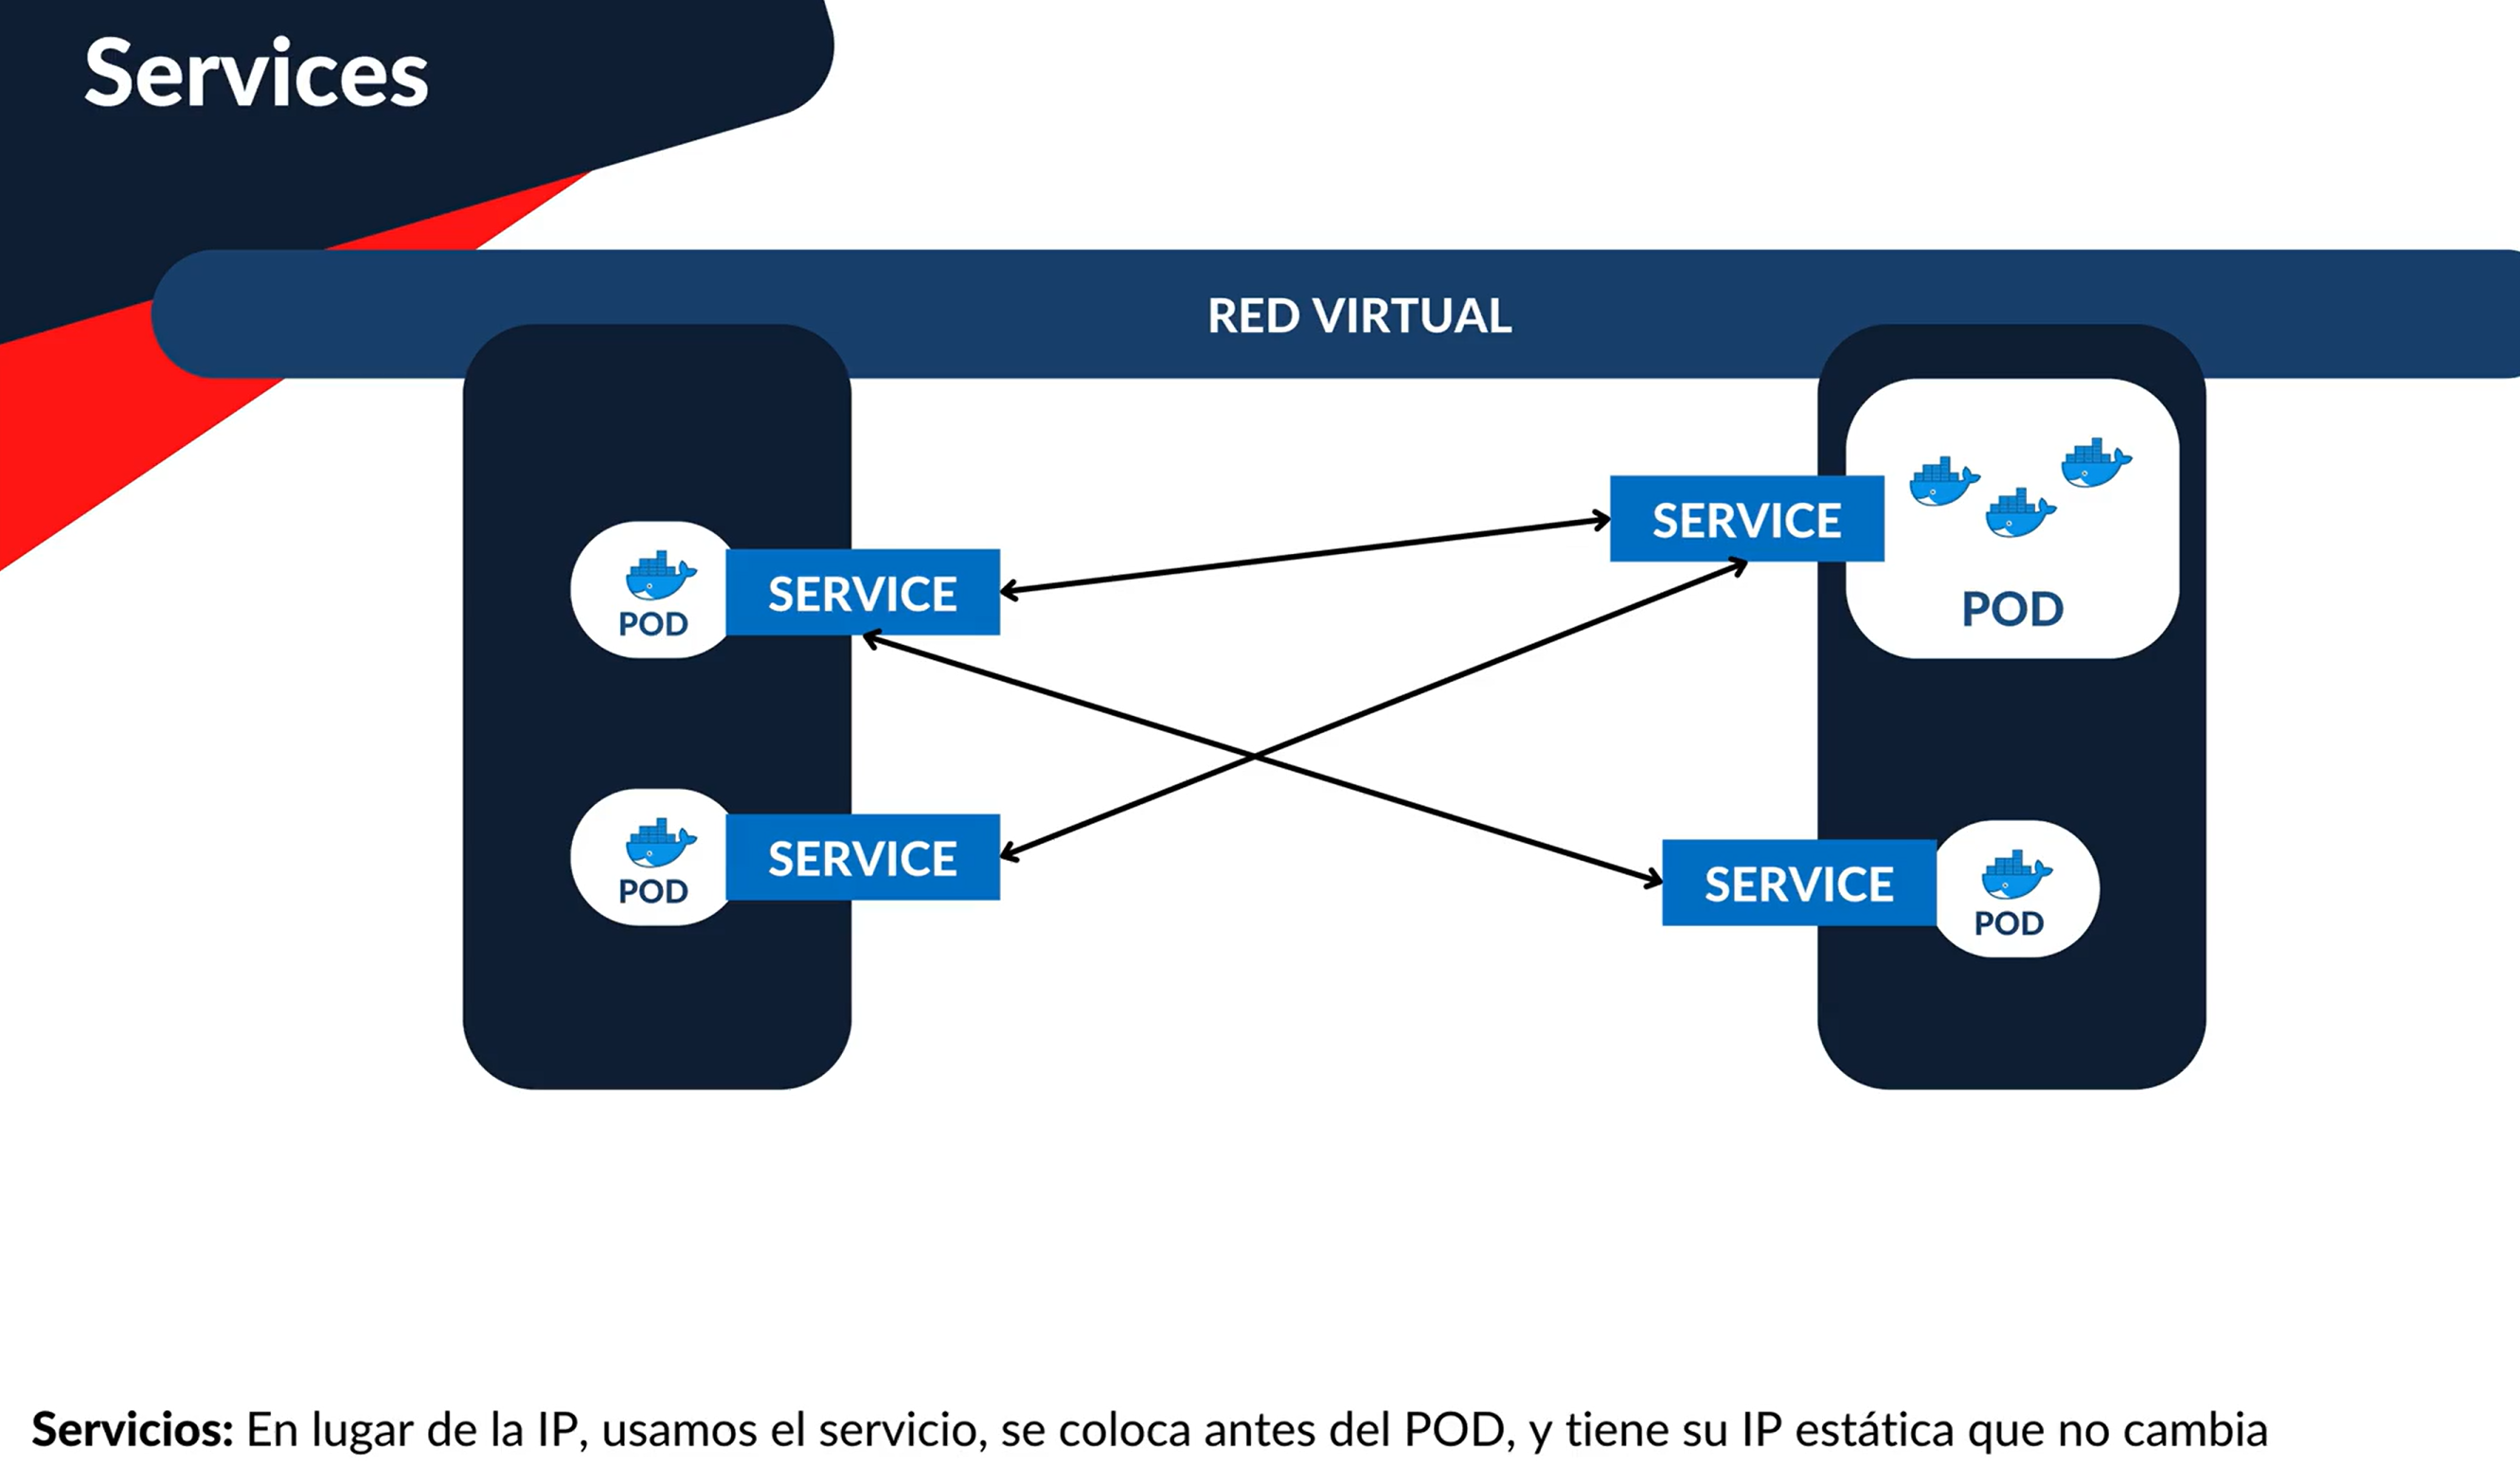 Services
RED VIRTUAL
SERVICE
POD
SERVICE
POD
POD
SERVICE
POD
SERVICE
Servicios: En lugar de la IP, usamos el servicio, se coloca antes del POD, y tiene su IP estática que no cambia